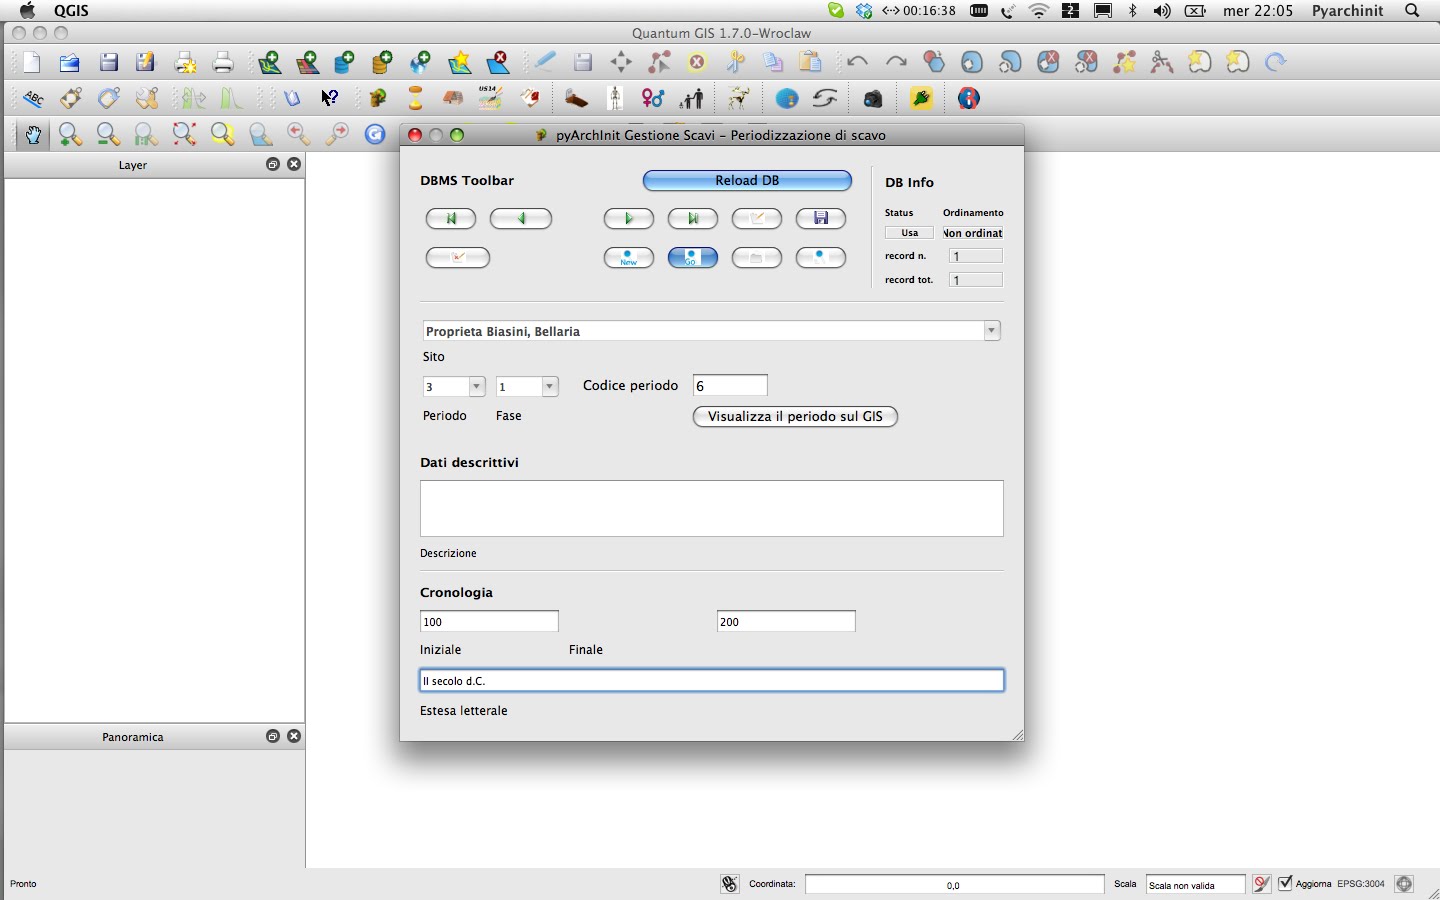 QGIS
00:16:38
2
mer 22:05
Pyarchinit
Quantum GIS 1.7.0-Wroclaw
ABC
US14
Layer
pyArchInit Gestione Scavi - Periodizzazione di scavo
DBMS Toolbar
Reload DB
DB Info
Status
Ordinamento
Usa
Non ordinat
New
Go
record n.
1
record tot.
1
Proprieta Biasini, Bellaria
Sito
3
1
Codice periodo
6
Periodo
Fase
Visualizza il periodo sul GIS
Dati descrittivi
Descrizione
Cronologia
100
200
Iniziale
Finale
II secolo d.C.
Estesa letterale
Panoramica
Pronto
Coordinata:
0,0
Scala
Scala non valida
Aggiorna
EPSG:3004